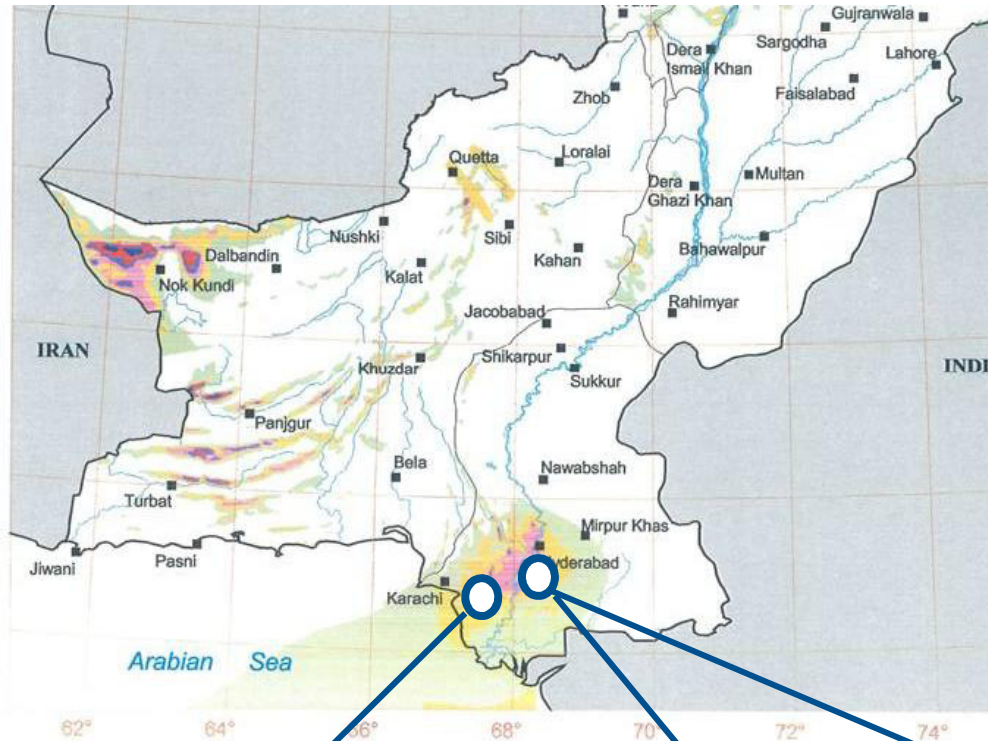 Gujranwala
Sargodha
Dera
Ismail Khan
Lahore
Zhob
Faisalabad
Quetta
Loralai
Multan
Dera
Ghazi Khan
Nushki
Sibi
Bahawalpur
Dalbandin
Kalat
Kahan
Nok Kundi
Jacobabad
Rahimyar
IRAN
Shikarpur
Khuzdar
Sukkur
INDI
Panjgur
Bela
Nawabshah
Turbat
Mirpur Khas
yderabad
Jiwani
Pasni
Karachi
Arabian Sea
62° 64° 66° 68° 70° 72° 74°